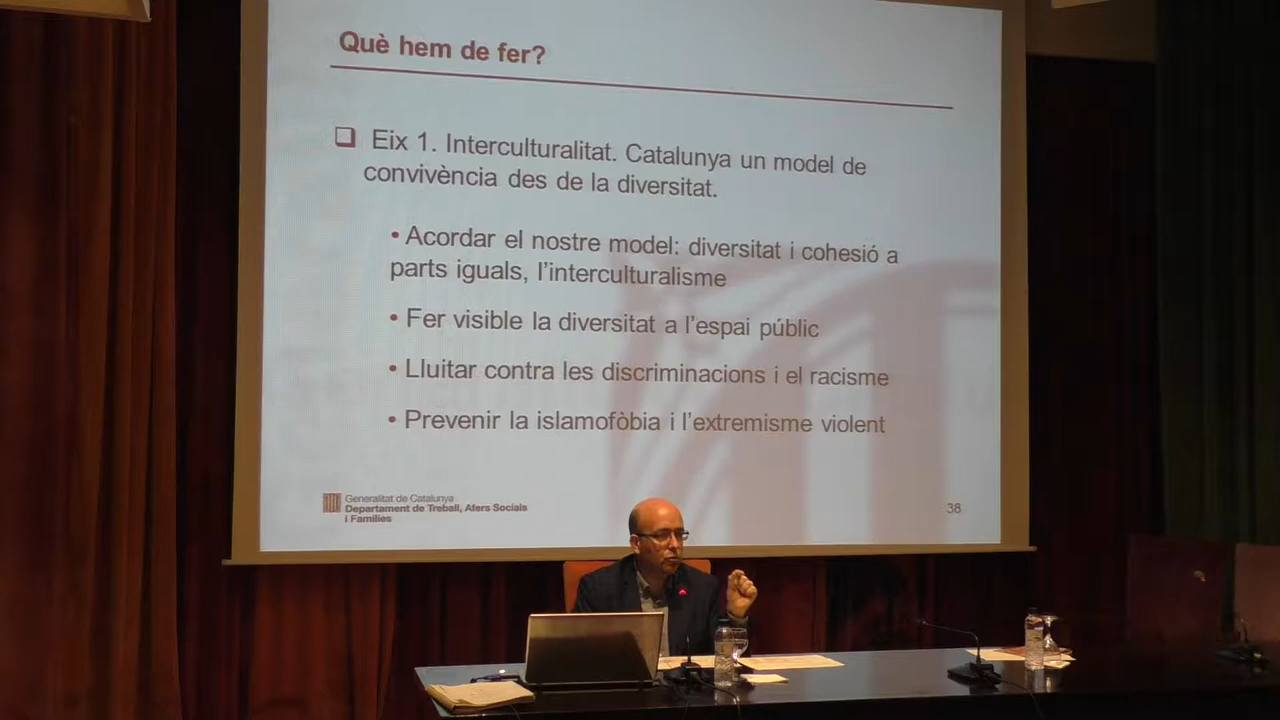 Què hem de fer?
Eix 1. Interculturalitat. Catalunya un model de
convivència des de la diversitat.
• Acordar el nostre model: diversitat i cohesió a
parts iguals, l'interculturalisme
• Fer visible la diversitat a l'espai públic
• Lluitar contra les discriminacions i el racisme
• Prevenir la islamofòbia i l'extremisme violent
Generalitat de Catalunya
Departament de Treball, Afers Socials
i Famílies
38